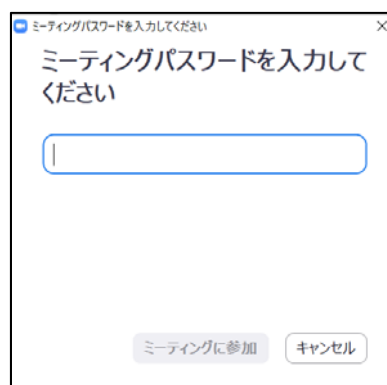 ミーティングパスワードを入力してください
ミーティングパスワードを入力して
ください
ミーティングに参加
キャンセル